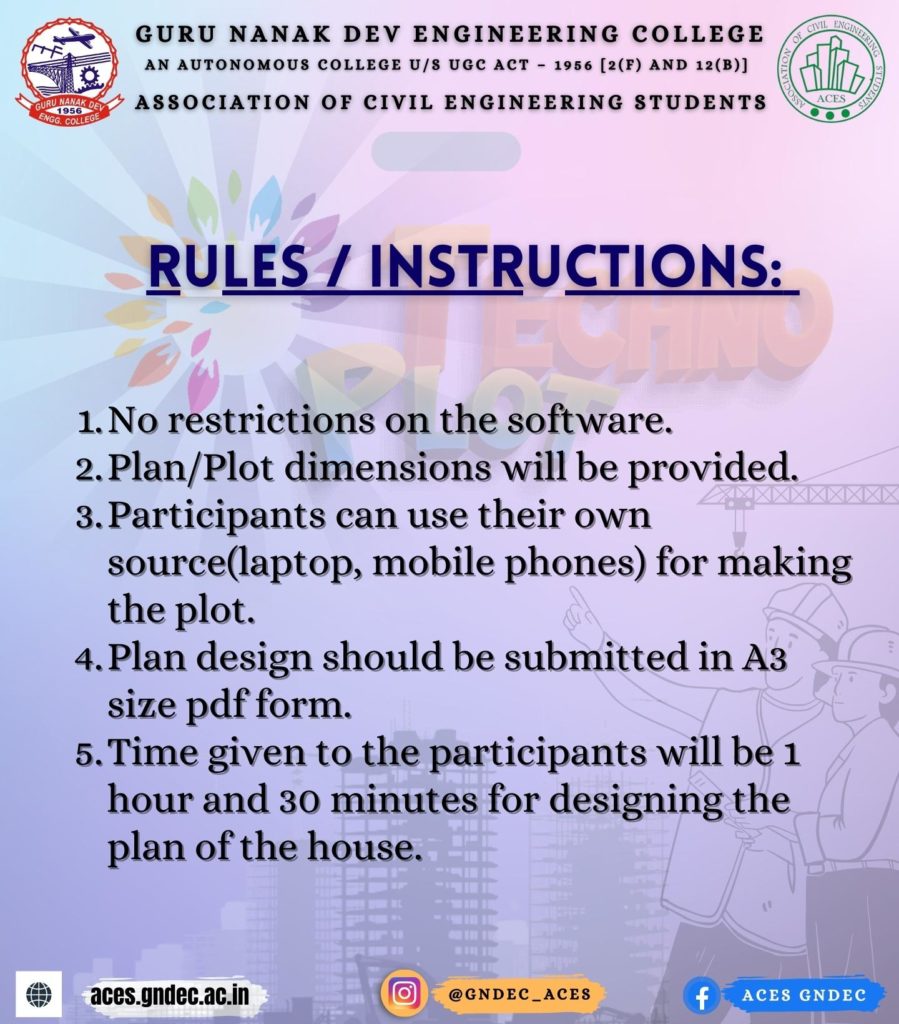 GURU NANAK DEV ENGINEERING COLLEGE
AN AUTONOMOUS COLLEGE U/S UGC ACT – 1956 [2(F) AND 12(B)]
ASSOCIATION OF CIVIL ENGINEERING STUDENTS
GURU NANAK DEV
1956
ENGG. COLLEGE
ASSOCIATION OF CIVIL ENGINEERING STUDENTS
ACES
RULES / INSTRUCTIONS:
TECHNO
PLOT
1. No restrictions on the software.
2. Plan/Plot dimensions will be provided.
3. Participants can use their own
source(laptop, mobile phones) for making
the plot.
4. Plan design should be submitted in A3
size pdf form.
5. Time given to the participants will be 1
hour and 30 minutes for designing the
plan of the house.
aces.gndec.ac.in
@GNDEC_ACES
ACES GNDEC